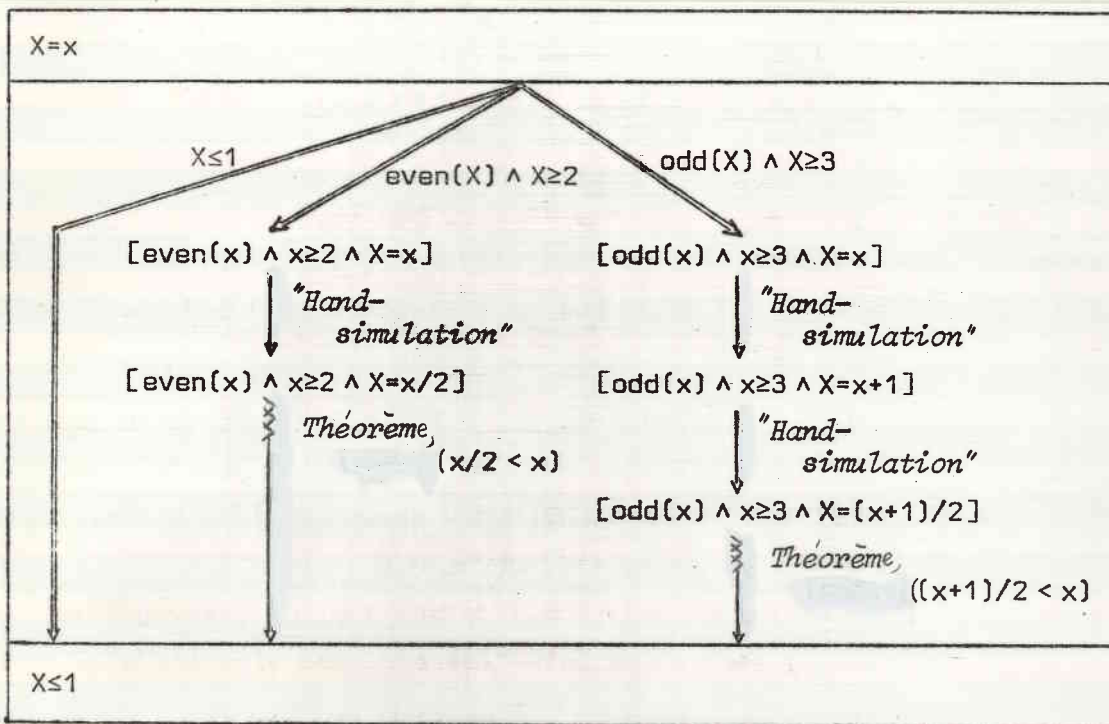 X=x
X≤1
even(X) ∧ X≥2
odd(X) ∧ X≥3
[even(x) ∧ x≥2 ∧ X=x]
"Hand-
simulation"
[even(x) ∧ x≥2 ∧ X=x/2]
Théorème,
(x/2 < x)
[odd(x) ∧ x≥3 ∧ X=x]
"Hand-
simulation"
[odd(x) ∧ x≥3 ∧ X=x+1]
"Hand-
simulation"
[odd(x) ∧ x≥3 ∧ X=(x+1)/2]
Théorème,
((x+1)/2 < x)
X≤1